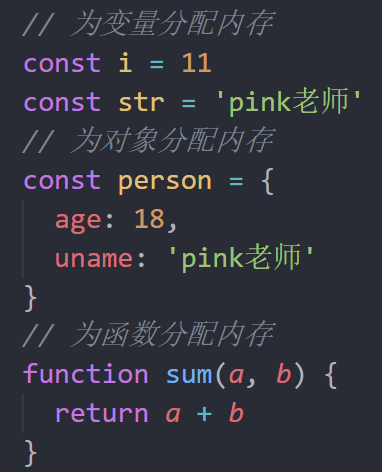 // 为变量分配内存
const i = 11
const str = 'pink老师'
// 为对象分配内存
const person = {
  age: 18,
  uname: 'pink老师'
}
// 为函数分配内存
function sum(a, b) {
  return a + b
}